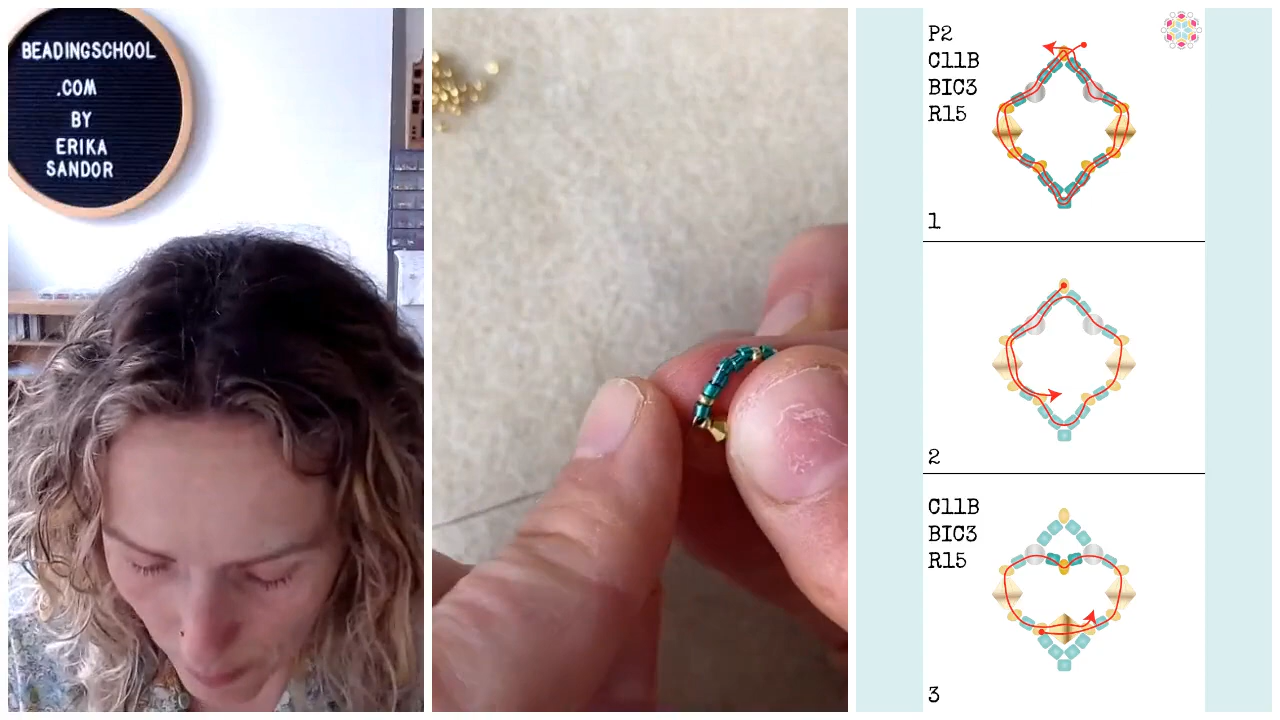 BEADINGSCHOOL
.COM
BY
ERIKA
SANDOR
P2
C11B
BIC3
R15
1
2
C11B
BIC3
R15
3